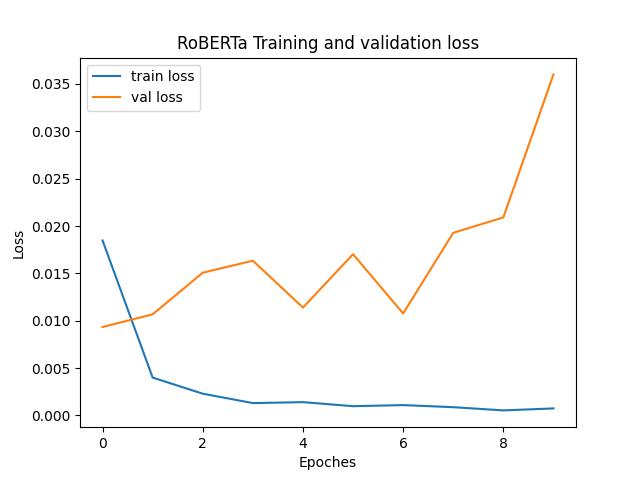 RoBERTa Training and validation loss
train loss
val loss
0.035
0.030
0.025
0.020
0.015
0.010
0.005
0.000
Loss
0 2 4 6 8
Epoches